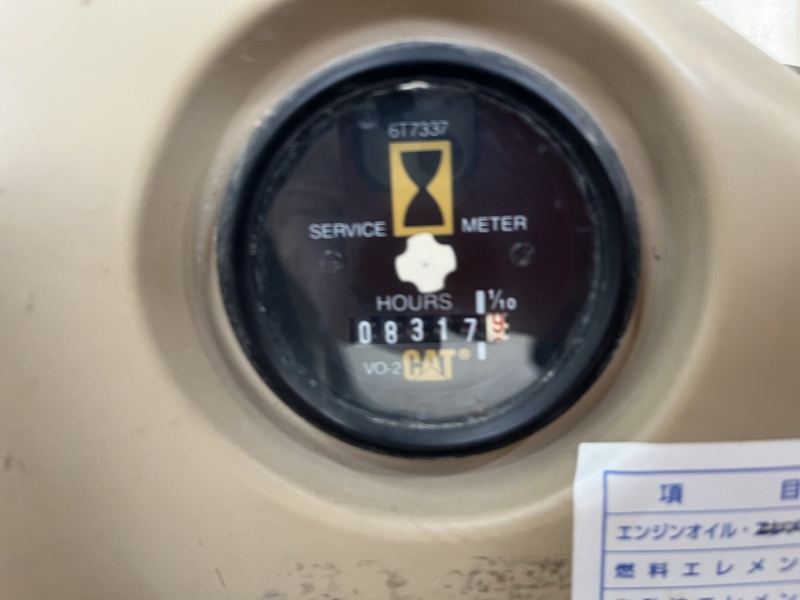 6T7337
SERVICE METER
HOURS 1/10
08317
VO-2 CAT®
項 目
エンジンオイル・
燃料エレメン